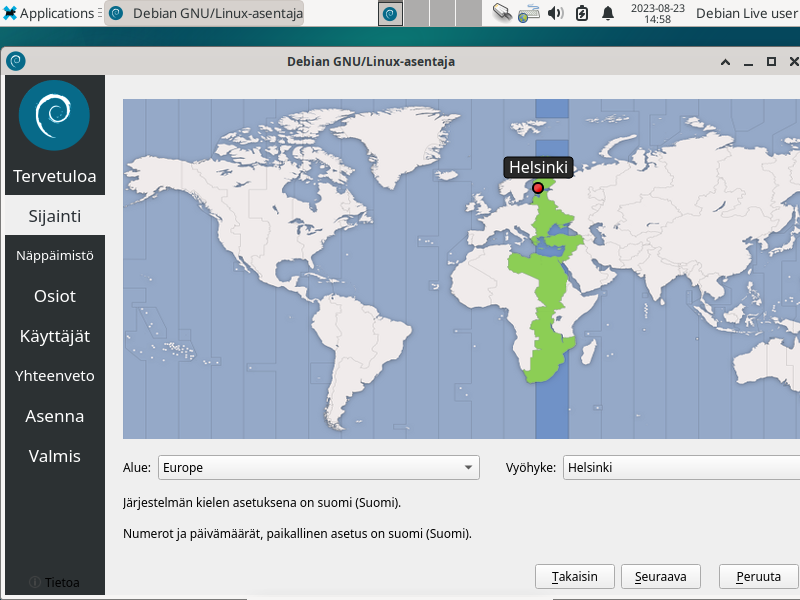 Applications
Debian GNU/Linux-asentaja
2023-08-23
14:58
Debian Live user
Debian GNU/Linux-asentaja
Tervetuloa
Sijainti
Näppäimistö
Osiot
Käyttäjät
Yhteenveto
Asenna
Valmis
Tietoa
Helsinki
Alue: Europe
Vyöhyke: Helsinki
Järjestelmän kielen asetuksena on suomi (Suomi).
Numerot ja päivämäärät, paikallinen asetus on suomi (Suomi).
Takaisin
Seuraava
Peruuta